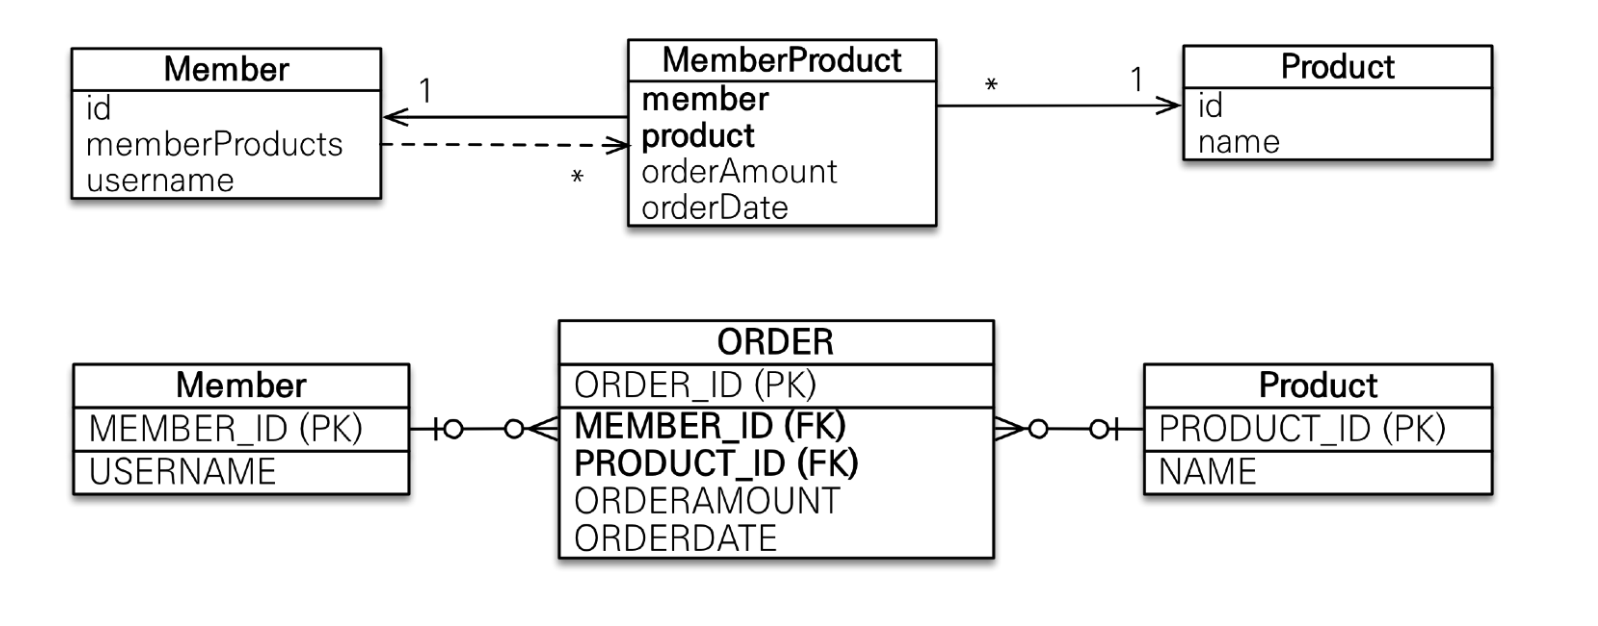 Member
id
memberProducts
username
1
*
MemberProduct
member
product
orderAmount
orderDate
*
1
Product
id
name
Member
MEMBER_ID (PK)
USERNAME
ORDER
ORDER_ID (PK)
MEMBER_ID (FK)
PRODUCT_ID (FK)
ORDERAMOUNT
ORDERDATE
Product
PRODUCT_ID (PK)
NAME